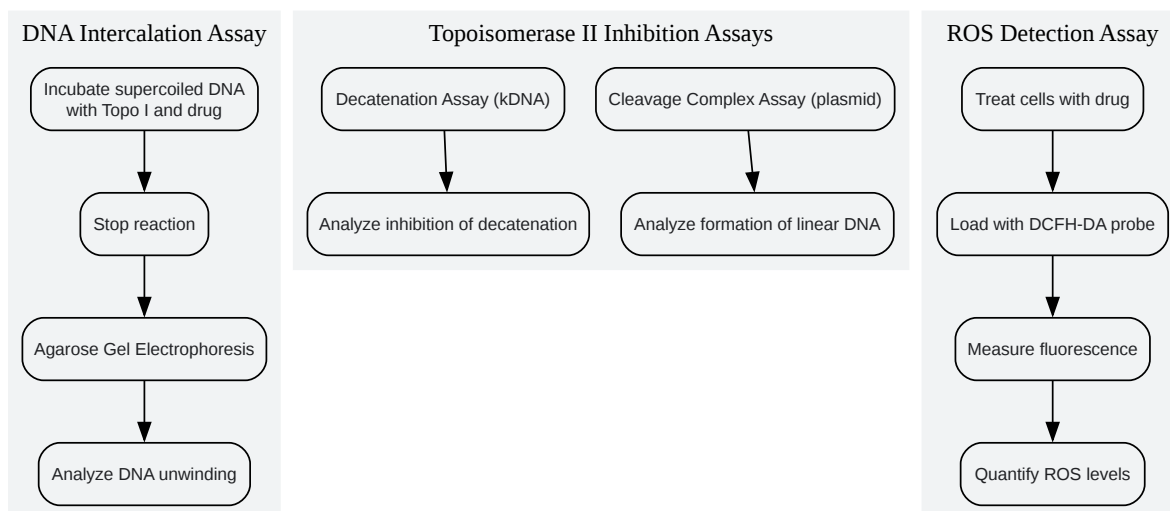 DNA Intercalation Assay
Incubate supercoiled DNA
with Topo I and drug
Stop reaction
Agarose Gel Electrophoresis
Analyze DNA unwinding
Topoisomerase II Inhibition Assays
Decatenation Assay (kDNA)
Analyze inhibition of decatenation
Cleavage Complex Assay (plasmid)
Analyze formation of linear DNA
ROS Detection Assay
Treat cells with drug
Load with DCFH-DA probe
Measure fluorescence
Quantify ROS levels